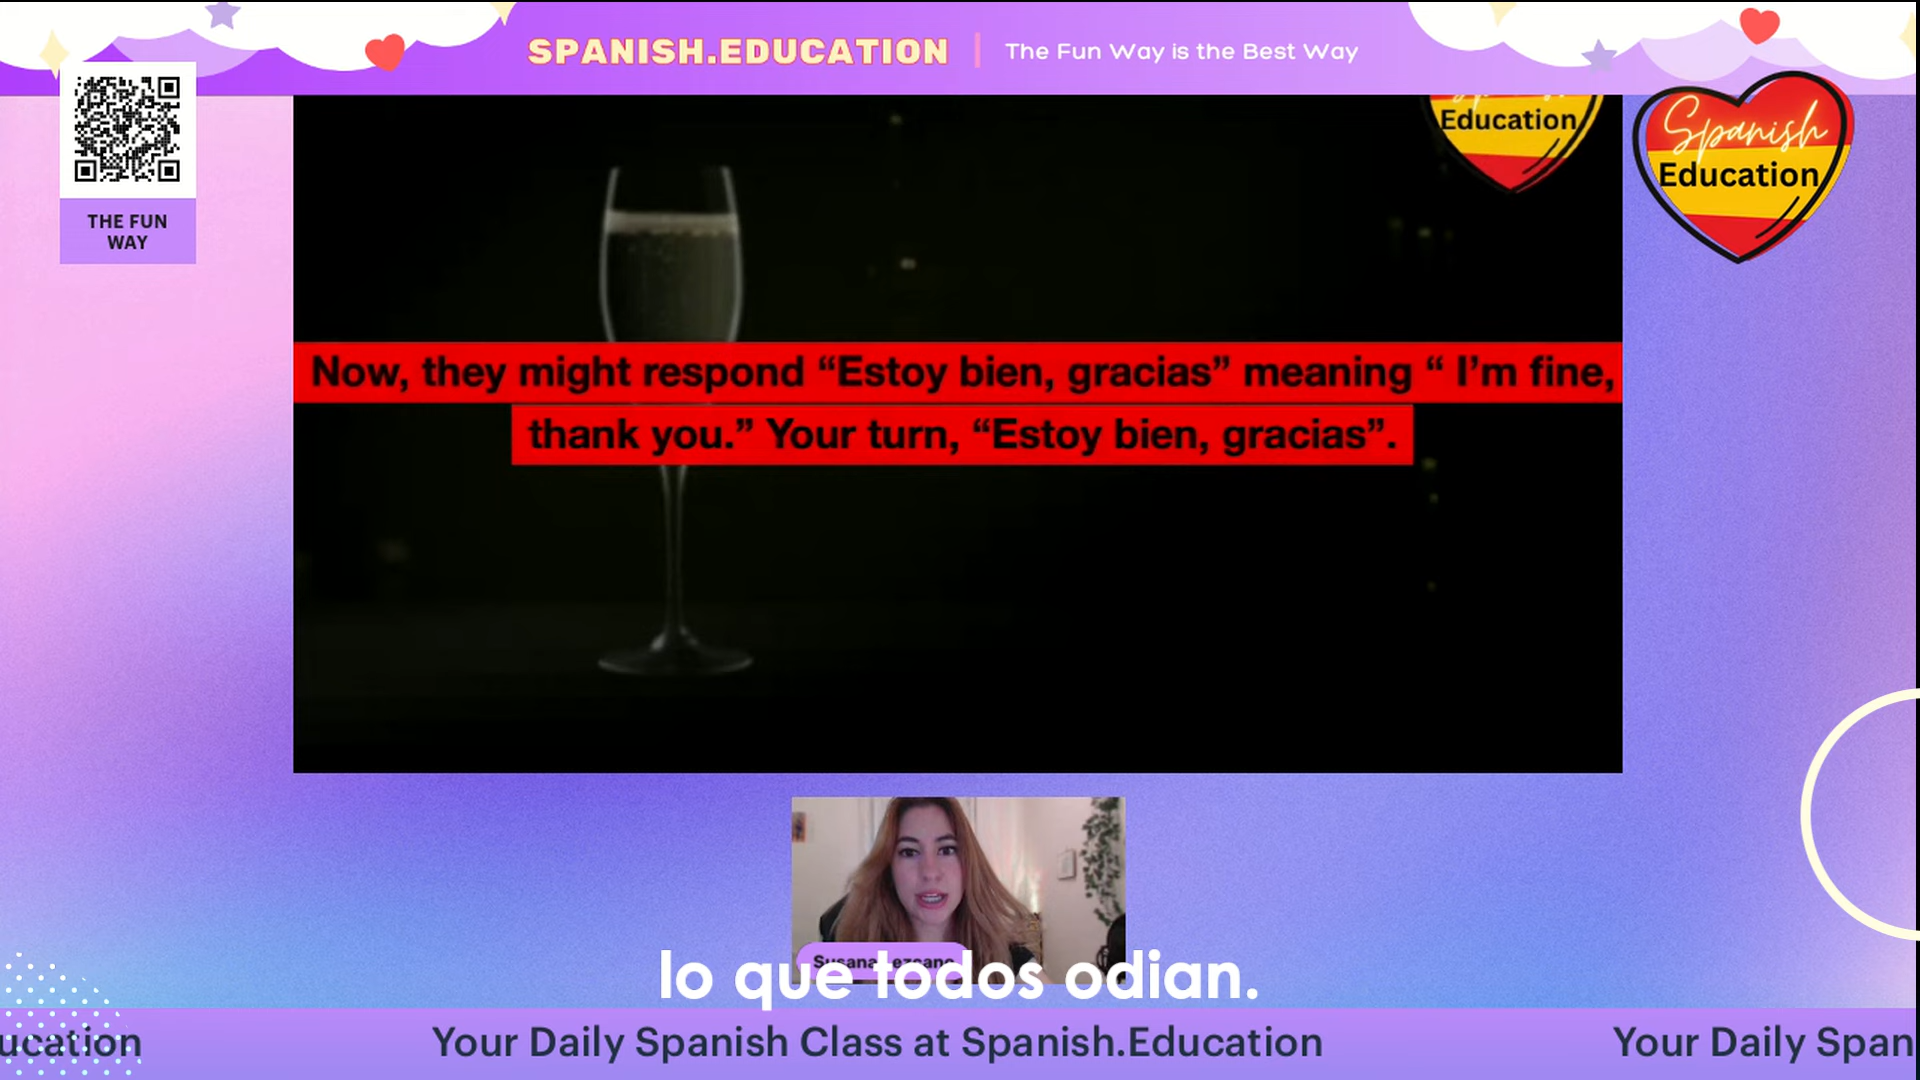 SPANISH.EDUCATION
The Fun Way is the Best Way
THE FUN
WAY
Education
Spanish
Education
Now, they might respond “Estoy bien, gracias” meaning “ I’m fine,
thank you.” Your turn, “Estoy bien, gracias”.
Susana
lo que todos odian.
ucation
Your Daily Spanish Class at Spanish.Education
Your Daily Span